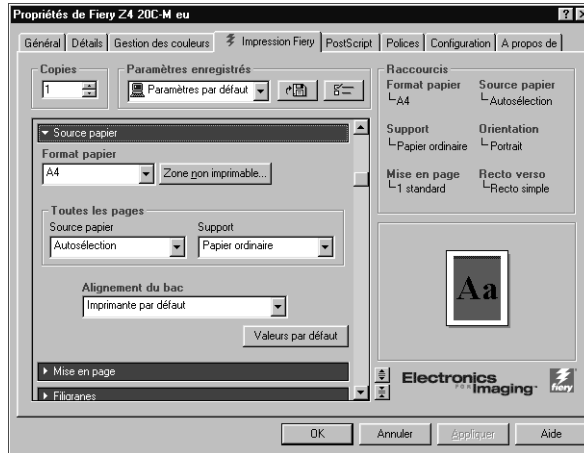 Propriétés de Fiery Z4 20C-M eu
Général Détails Gestion des couleurs Impression Fiery PostScript Polices Configuration A propos de
Copies
1
Paramètres enregistrés
Paramètres par défaut
Source papier
Format papier
A4
Zone non imprimable...
Toutes les pages
Source papier
Support
Autosélection
Papier ordinaire
Alignement du bac
Imprimante par défaut
Valeurs par défaut
Mise en page
Filigranes
Raccourcis
Format papier
A4
Source papier
Autosélection
Support
Papier ordinaire
Orientation
Portrait
Mise en page
1 standard
Recto verso
Recto simple
Aa
Electronics
FOR Imaging
fiery
OK Annuler Appliquer Aide